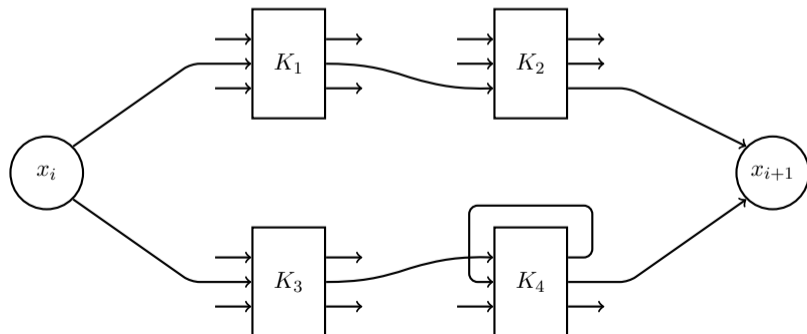 K₁ K₂
xᵢ xᵢ₊₁
K₃ K₄